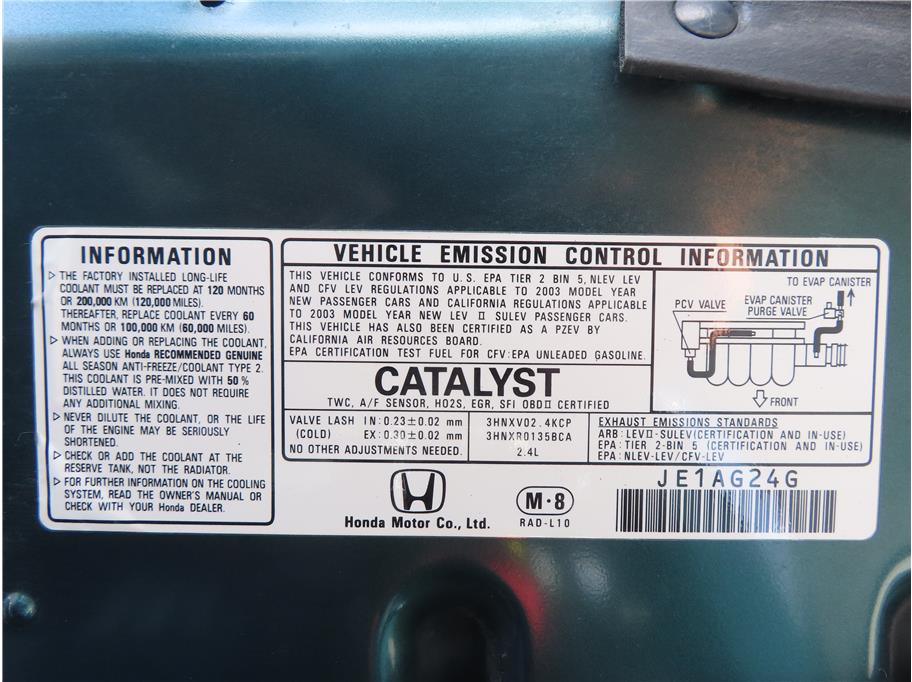 INFORMATION
▷ THE FACTORY INSTALLED LONG-LIFE
COOLANT MUST BE REPLACED AT 120 MONTHS
OR 200,000 KM (120,000 MILES).
THEREAFTER, REPLACE COOLANT EVERY 60
MONTHS OR 100,000 KM (60,000 MILES).
▷ WHEN ADDING OR REPLACING THE COOLANT,
ALWAYS USE Honda RECOMMENDED GENUINE
ALL SEASON ANTI-FREEZE/COOLANT TYPE 2.
THIS COOLANT IS PRE-MIXED WITH 50 %
DISTILLED WATER. IT DOES NOT REQUIRE
ANY ADDITIONAL MIXING.
▷ NEVER DILUTE THE COOLANT, OR THE LIFE
OF THE ENGINE MAY BE SERIOUSLY
SHORTENED.
▷ CHECK OR ADD THE COOLANT AT THE
RESERVE TANK, NOT THE RADIATOR.
▷ FOR FURTHER INFORMATION ON THE COOLING
SYSTEM, READ THE OWNER'S MANUAL OR
CHECK WITH YOUR Honda DEALER.
VEHICLE EMISSION CONTROL INFORMATION
THIS VEHICLE CONFORMS TO U.S. EPA TIER 2 BIN 5, NLEV LEV
AND CFV LEV REGULATIONS APPLICABLE TO 2003 MODEL YEAR
NEW PASSENGER CARS AND CALIFORNIA REGULATIONS APPLICABLE
TO 2003 MODEL YEAR NEW LEV Ⅱ SULEV PASSENGER CARS.
THIS VEHICLE HAS ALSO BEEN CERTIFIED AS A PZEV BY
CALIFORNIA AIR RESOURCES BOARD.
EPA CERTIFICATION TEST FUEL FOR CFV:EPA UNLEADED GASOLINE.
CATALYST
TWC, A/F SENSOR, HO2S, EGR, SFI OBDⅡ CERTIFIED
TO EVAP CANISTER
PCV VALVE
EVAP CANISTER
PURGE VALVE
FRONT
VALVE LASH IN:0.23±0.02 mm
(COLD) EX:0.30±0.02 mm
NO OTHER ADJUSTMENTS NEEDED.
3HNXV02.4KCP
3HNXR0135BCA
2.4L
EXHAUST EMISSIONS STANDARDS
ARB:LEVⅡ-SULEV(CERTIFICATION AND IN-USE)
EPA:TIER 2-BIN 5 (CERTIFICATION AND IN-USE)
EPA:NLEV-LEV/CFV-LEV
Honda Motor Co., Ltd.
M·8
RAD-L10
JE1AG24G